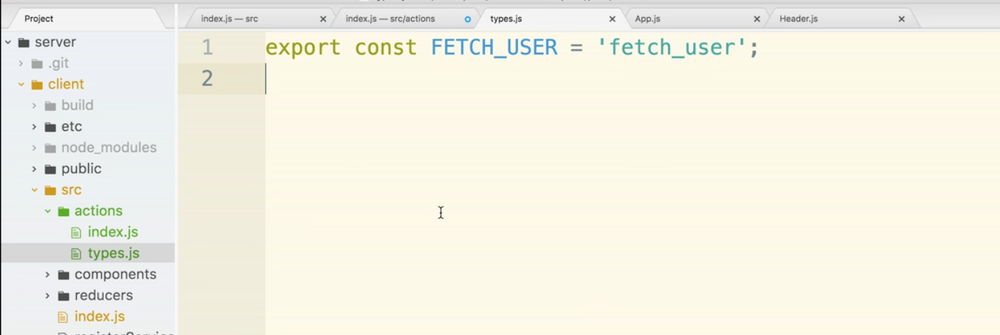 Project
index.js — src
index.js — src/actions
types.js
App.js
Header.js
server
.git
client
build
etc
node_modules
public
src
actions
index.js
types.js
components
reducers
index.js
1 export const FETCH_USER = 'fetch_user';
2